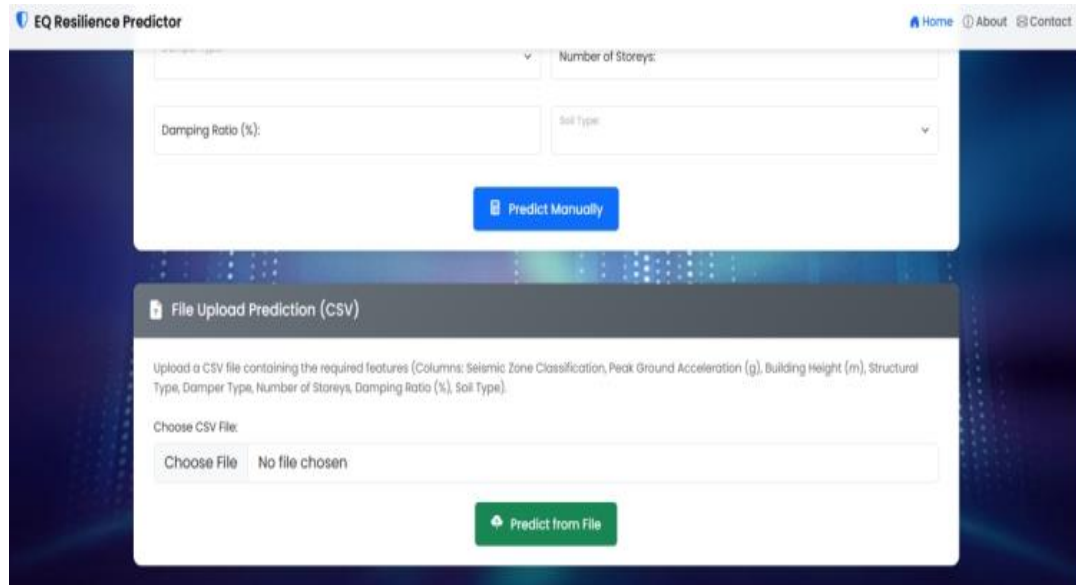 EQ Resilience Predictor
Home About Contact
Number of Storeys:
Damping Ratio (%):
Soil Type:
Predict Manually
File Upload Prediction (CSV)
Upload a CSV file containing the required features (Columns: Seismic Zone Classification, Peak Ground Acceleration (g), Building Height (m), Structural
Type, Damper Type, Number of Storeys, Damping Ratio (%), Soil Type).
Choose CSV File:
Choose File No file chosen
Predict from File